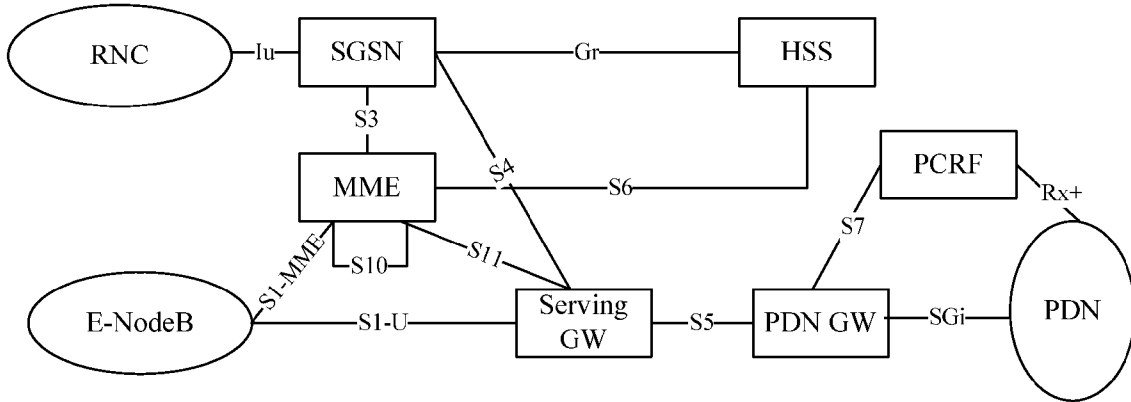 RNC
Iu
SGSN
Gr
HSS
S3
S4
PCRF
MME
S6
Rx+
S7
S1-MME
S10
S11
E-NodeB
S1-U
Serving
GW
S5
PDN GW
SGi
PDN